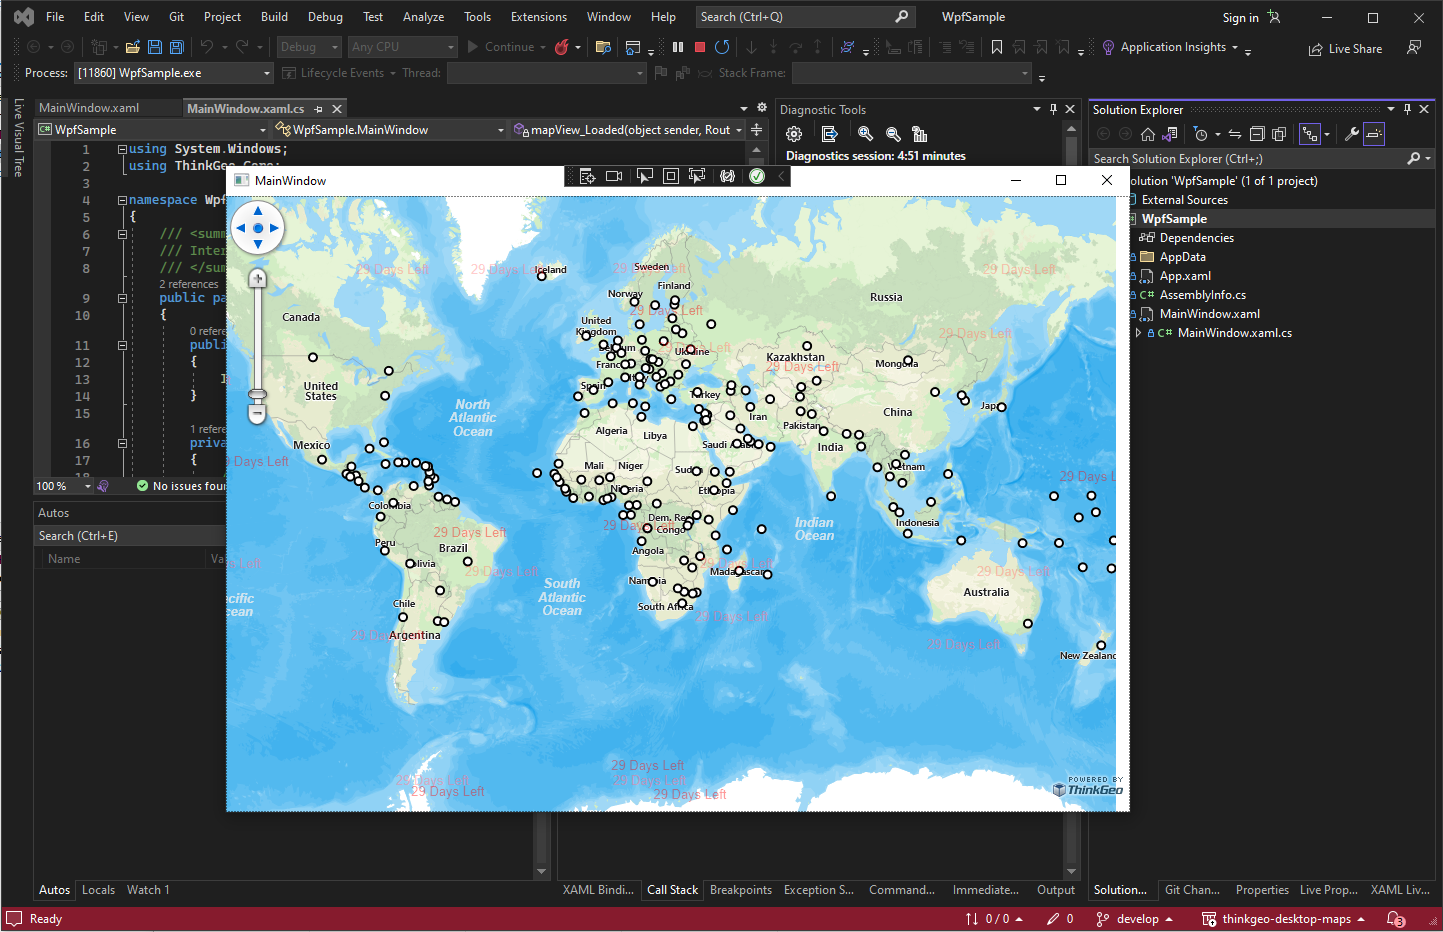 File Edit View Git Project Build Debug Test Analyze Tools Extensions Window Help Search (Ctrl+Q) WpfSample Sign in
Debug Any CPU Continue Application Insights Live Share
Process: [11860] WpfSample.exe Lifecycle Events Thread: Stack Frame:
Live Visual Tree
MainWindow.xaml MainWindow.xaml.cs
WpfSample WpfSample.MainWindow mapView_Loaded(object sender, Rout
1 using System.Windows;
2 using ThinkGeo.Core;
3
4 namespace Wpf
5 {
6 /// <summ
7 /// Inter
8 /// </sum
2 references
9 public pa
10 {
0 refere
11 public
12 {
13
14 }
15
1 refere
16 priva
17 {
18
100 % No issues foun
Autos
Search (Ctrl+E)
Name Va
Autos Locals Watch 1
Diagnostic Tools
Diagnostics session: 4:51 minutes
Solution Explorer
Search Solution Explorer (Ctrl+;)
olution 'WpfSample' (1 of 1 project)
External Sources
WpfSample
Dependencies
AppData
App.xaml
C# AssemblyInfo.cs
MainWindow.xaml
C# MainWindow.xaml.cs
MainWindow
29 Days Left 29 Days Left 29 Days Left 29 Days Left
Iceland
Sweden
Finland
Norway
Russia
Canada
United Kingdom
29 Days Left
29 Days Left
Ukraine
29 Days Left
France
Kazakhstan
Mongolia
29 Days Left
United States
Spain
Italy
Turkey
North Atlantic Ocean
Iran
China
Japan
Algeria
Libya
Pakistan
Mexico
Saudi Arabia
India
29 Days Left
Mali
Niger
Sudan
Vietnam
29 Days Left
Nigeria
Ethiopia
Colombia
Dem. Rep. Congo
29 Days Left
Indian Ocean
Indonesia
29 Days Left
Peru
Brazil
Angola
Bolivia
29 Days Left
29 Days Left
Madagascar
29 Days Left
Namibia
South Atlantic Ocean
Australia
cific ocean
Chile
South Africa
29 Days Left
29 Days Left
Argentina
29 Days Left
New Zealand
29 Days Left
29 Days Left
29 Days Left
29 Days Left
29 Days Left
POWERED BY
ThinkGeo
XAML Bindi... Call Stack Breakpoints Exception S... Command... Immediate... Output
Solution... Git Chan... Properties Live Prop... XAML Liv...
Ready 0 / 0 0 develop thinkgeo-desktop-maps 3